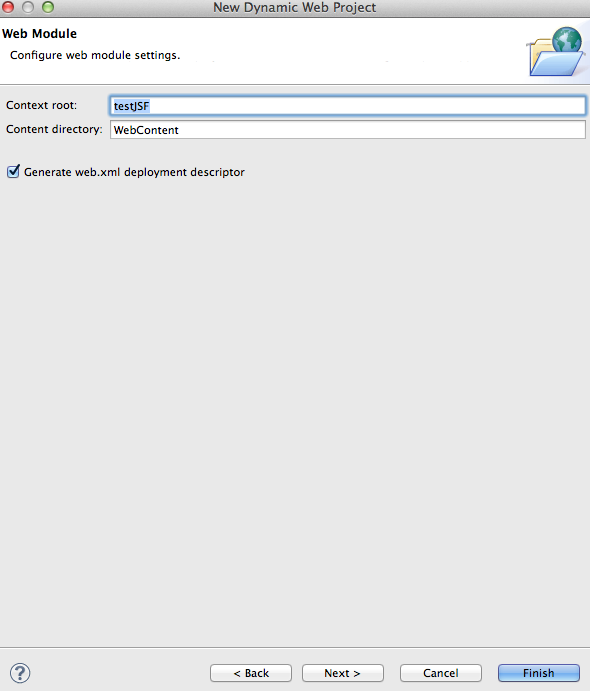 New Dynamic Web Project
Web Module
Configure web module settings.
Context root: testJSF
Content directory: WebContent
Generate web.xml deployment descriptor
? < Back Next > Cancel Finish